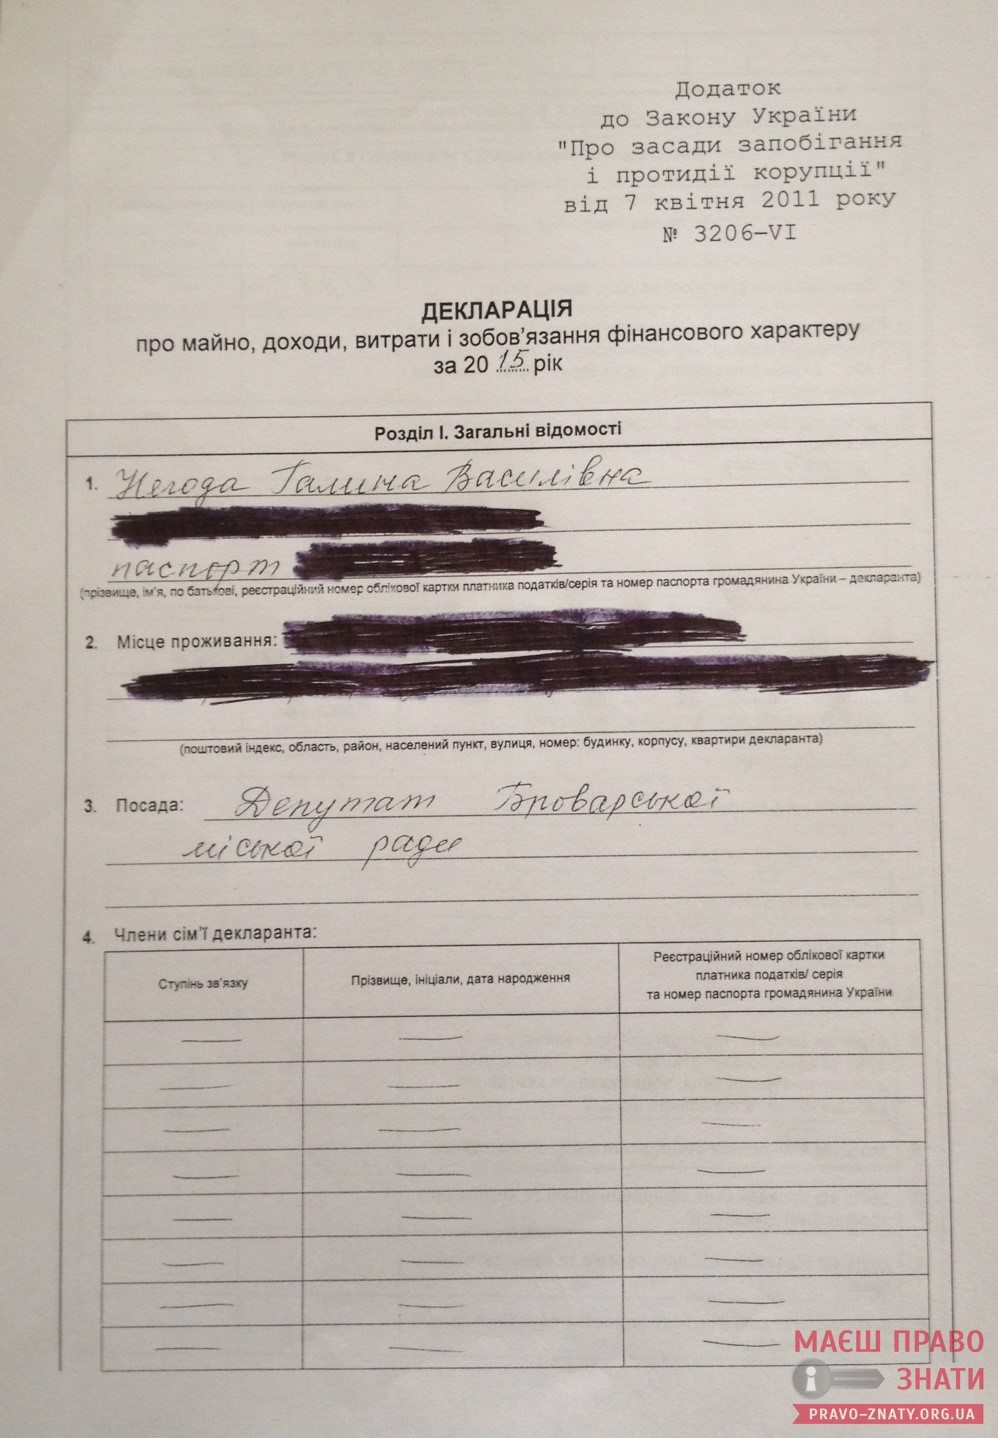 Додаток
до Закону України
"Про засади запобігання
і протидії корупції"
від 7 квітня 2011 року
№ 3206–VI
ДЕКЛАРАЦІЯ
про майно, доходи, витрати і зобов'язання фінансового характеру
за 2015 рік
Розділ I. Загальні відомості
1. Негода Галина Василівна
паспорт
(прізвище, ім'я, по батькові, реєстраційний номер облікової картки платника податків/серія та номер паспорта громадянина України – декларанта)
2. Місце проживання:
(поштовий індекс, область, район, населений пункт, вулиця, номер: будинку, корпусу, квартири декларанта)
3. Посада: Депутат Броварської
міської ради
4. Члени сім'ї декларанта:
Ступінь зв'язку
Прізвище, ініціали, дата народження
Реєстраційний номер облікової картки
платника податків/ серія
та номер паспорта громадянина України
МАЄШ ПРАВО
ЗНАТИ
PRAVO-ZNATY.ORG.UA